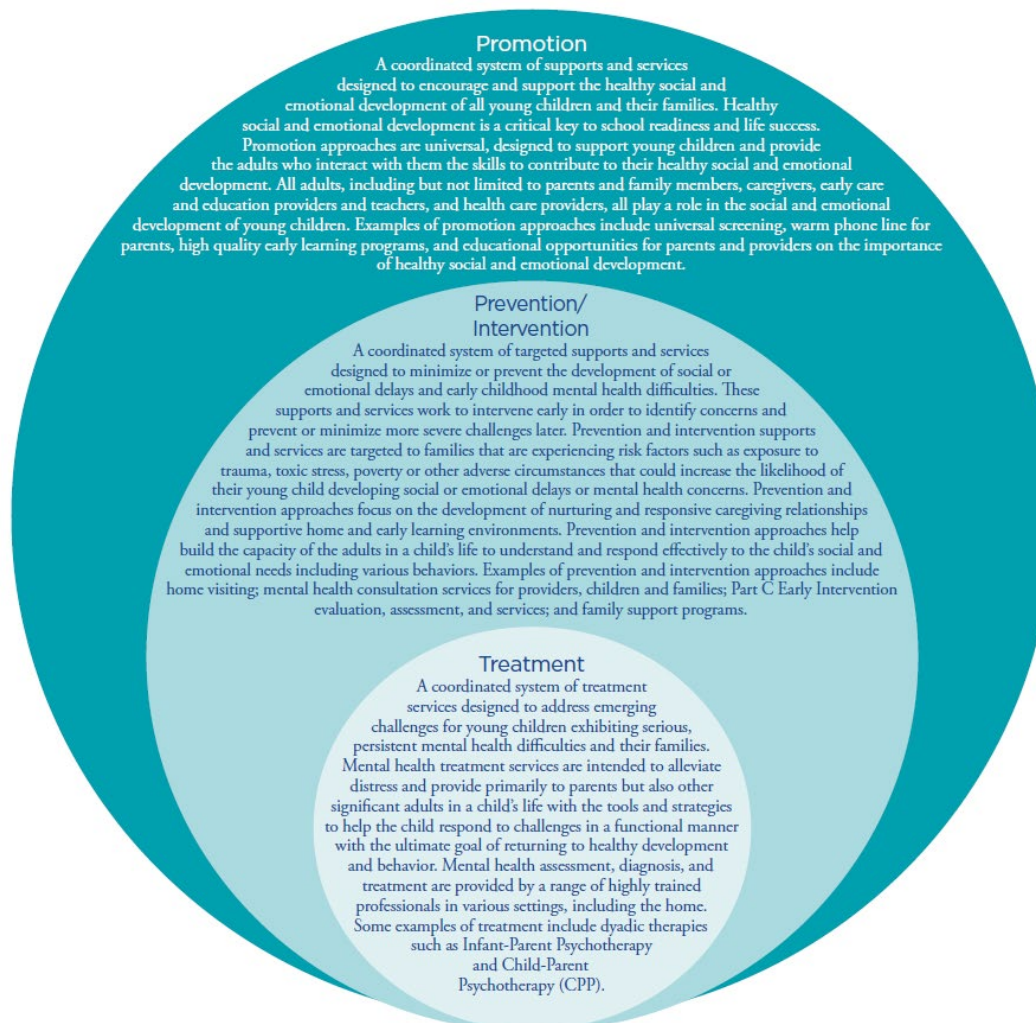 Promotion
A coordinated system of supports and services
designed to encourage and support the healthy social and
emotional development of all young children and their families. Healthy
social and emotional development is a critical key to school readiness and life success.
Promotion approaches are universal, designed to support young children and provide
the adults who interact with them the skills to contribute to their healthy social and emotional
development. All adults, including but not limited to parents and family members, caregivers, early care
and education providers and teachers, and health care providers, all play a role in the social and emotional
development of young children. Examples of promotion approaches include universal screening, warm phone line for
parents, high quality early learning programs, and educational opportunities for parents and providers on the importance
of healthy social and emotional development.
Prevention/
Intervention
A coordinated system of targeted supports and services
designed to minimize or prevent the development of social or
emotional delays and early childhood mental health difficulties. These
supports and services work to intervene early in order to identify concerns and
prevent or minimize more severe challenges later. Prevention and intervention supports
and services are targeted to families that are experiencing risk factors such as exposure to
trauma, toxic stress, poverty or other adverse circumstances that could increase the likelihood of
their young child developing social or emotional delays or mental health concerns. Prevention and
intervention approaches focus on the development of nurturing and responsive caregiving relationships
and supportive home and early learning environments. Prevention and intervention approaches help
build the capacity of the adults in a child's life to understand and respond effectively to the child's social and
emotional needs including various behaviors. Examples of prevention and intervention approaches include
home visiting; mental health consultation services for providers, children and families; Part C Early Intervention
evaluation, assessment, and services; and family support programs.
Treatment
A coordinated system of treatment
services designed to address emerging
challenges for young children exhibiting serious,
persistent mental health difficulties and their families.
Mental health treatment services are intended to alleviate
distress and provide primarily to parents but also other
significant adults in a child's life with the tools and strategies
to help the child respond to challenges in a functional manner
with the ultimate goal of returning to healthy development
and behavior. Mental health assessment, diagnosis, and
treatment are provided by a range of highly trained
professionals in various settings, including the home.
Some examples of treatment include dyadic therapies
such as Infant-Parent Psychotherapy
and Child-Parent
Psychotherapy (CPP).